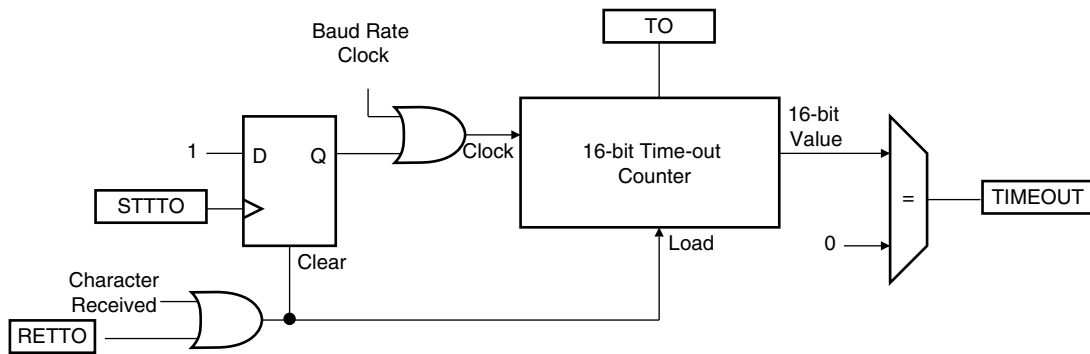 TO
Baud Rate
Clock
16-bit
Value
1
D
Q
Clock
16-bit Time-out
Counter
STTTO
=
TIMEOUT
Clear
Load
0
Character
Received
RETTO